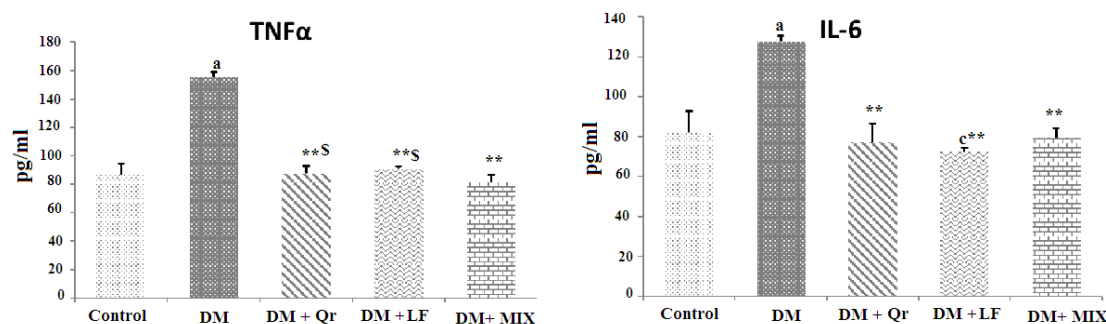 TNFα
180
160
140
120
100
80
60
40
20
0
pg/ml
a
**$
**$
**
Control DM DM + Qr DM +LF DM+ MIX
IL-6
140
120
100
80
60
40
20
0
pg/ml
a
**
c**
**
Control DM DM + Qr DM + LF DM+ MIX